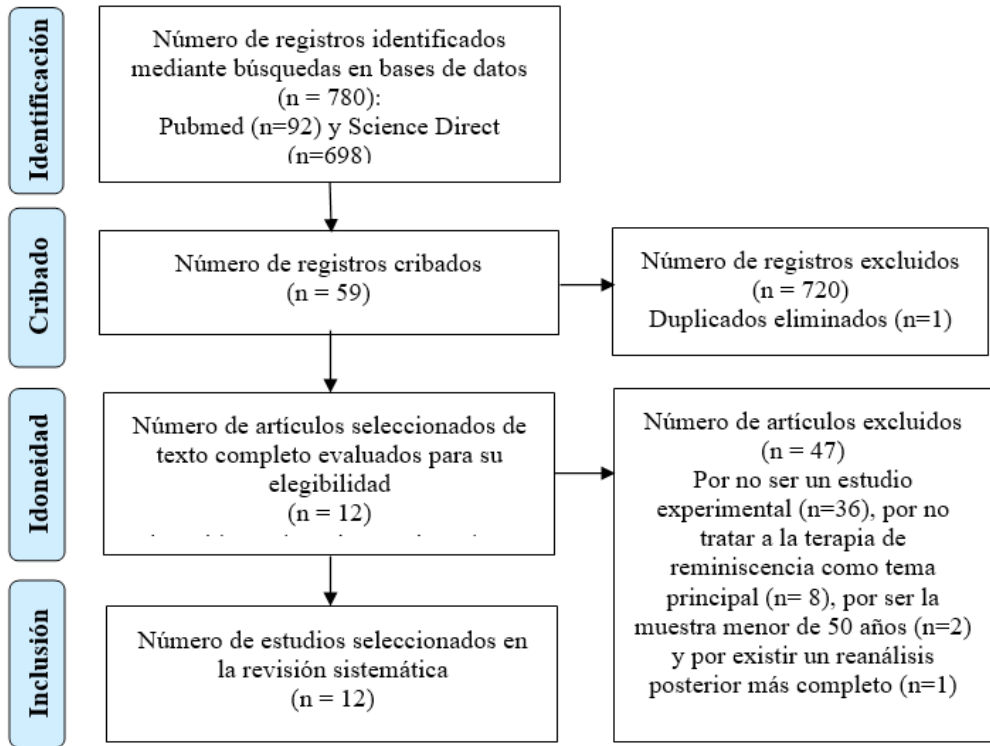 Identificación
Número de registros identificados
mediante búsquedas en bases de datos
(n = 780):
Pubmed (n=92) y Science Direct
(n=698)
Cribado
Número de registros cribados
(n = 59)
Número de registros excluidos
(n = 720)
Duplicados eliminados (n=1)
Idoneidad
Número de artículos seleccionados de
texto completo evaluados para su
elegibilidad
(n = 12)
Número de artículos excluidos
(n = 47)
Por no ser un estudio
experimental (n=36), por no
tratar a la terapia de
reminiscencia como tema
principal (n= 8), por ser la
muestra menor de 50 años (n=2)
y por existir un reanálisis
posterior más completo (n=1)
Inclusión
Número de estudios seleccionados en
la revisión sistemática
(n = 12)